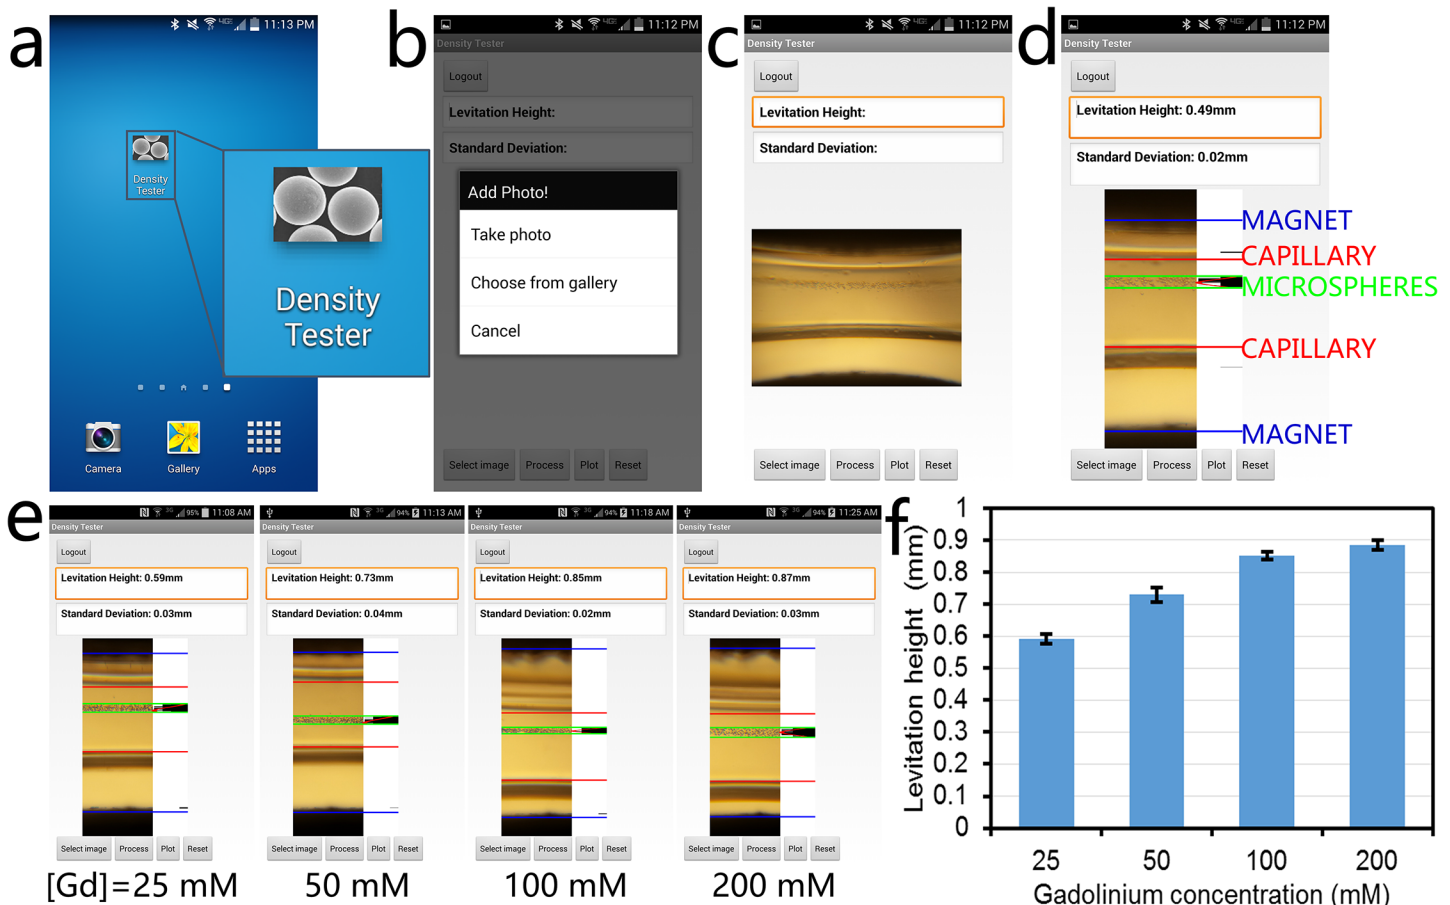 a
11:13 PM
Density
Tester
Density
Tester
Camera
Gallery
Apps
b
11:12 PM
Density Tester
Logout
Levitation Height:
Standard Deviation:
Add Photo!
Take photo
Choose from gallery
Cancel
Select image
Process
Plot
Reset
c
11:12 PM
Density Tester
Logout
Levitation Height:
Standard Deviation:
Select image
Process
Plot
Reset
d
11:12 PM
Density Tester
Logout
Levitation Height: 0.49mm
Standard Deviation: 0.02mm
MAGNET
CAPILLARY
MICROSPHERES
CAPILLARY
MAGNET
Select image
Process
Plot
Reset
e
3G
95%
11:08 AM
Density Tester
Logout
Levitation Height: 0.59mm
Standard Deviation: 0.03mm
Select image
Process
Plot
Reset
[Gd]=25 mM
3G
94%
11:13 AM
Density Tester
Logout
Levitation Height: 0.73mm
Standard Deviation: 0.04mm
Select image
Process
Plot
Reset
50 mM
3G
94%
11:18 AM
Density Tester
Logout
Levitation Height: 0.85mm
Standard Deviation: 0.02mm
Select image
Process
Plot
Reset
100 mM
3G
94%
11:25 AM
Density Tester
Logout
Levitation Height: 0.87mm
Standard Deviation: 0.03mm
Select image
Process
Plot
Reset
200 mM
f
Levitation height (mm)
1
0.9
0.8
0.7
0.6
0.5
0.4
0.3
0.2
0.1
0
25
50
100
200
Gadolinium concentration (mM)